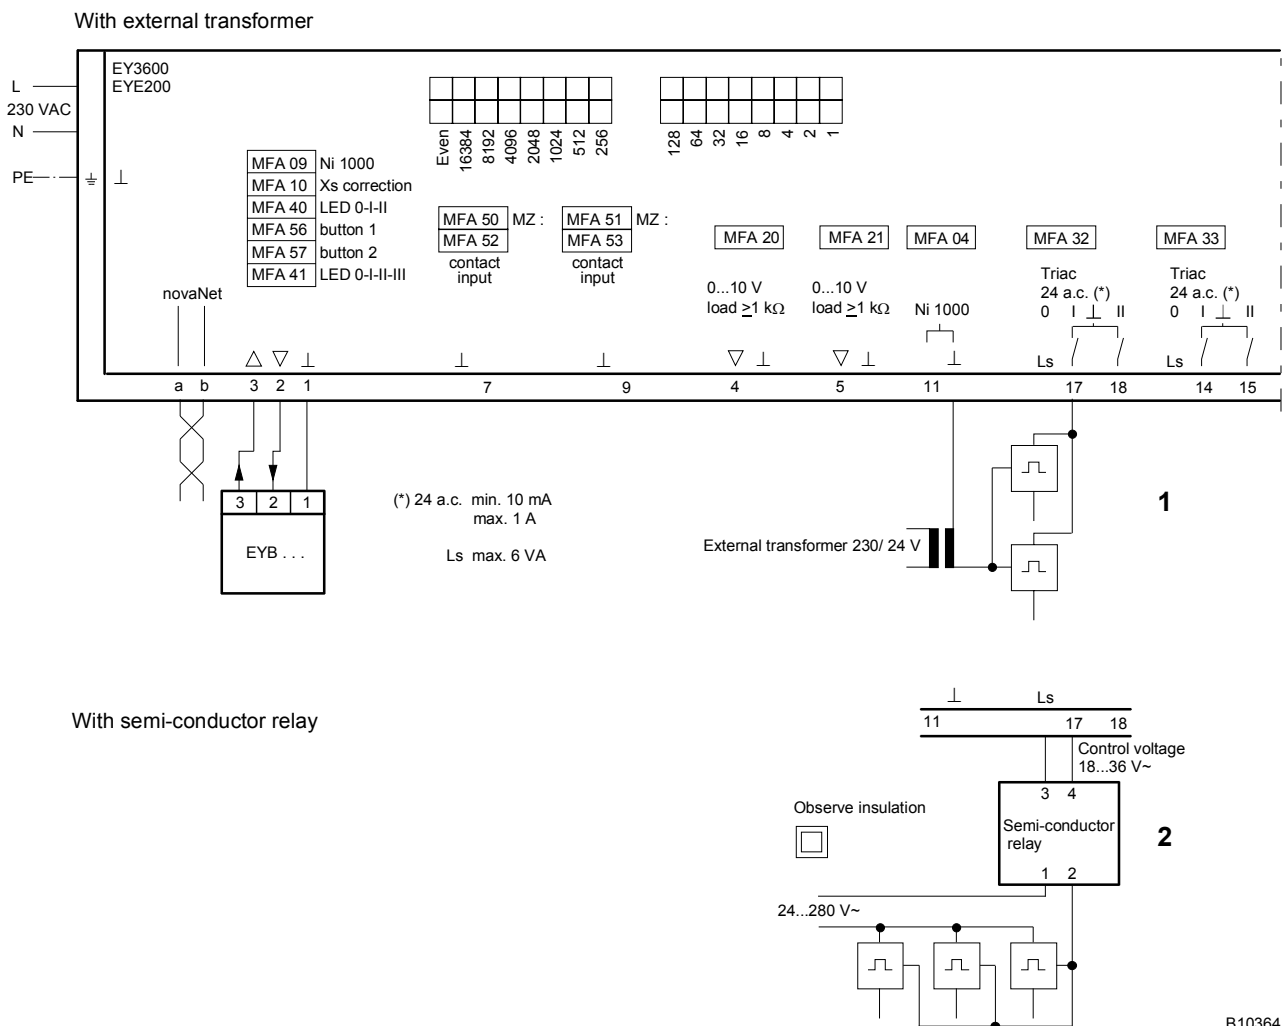 With external transformer
EY3600
EYE200
L
230 VAC
N
PE
Even
16384
8192
4096
2048
1024
512
256
128
64
32
16
8
4
2
1
MFA 09 Ni 1000
MFA 10 Xs correction
MFA 40 LED 0-I-II
MFA 56 button 1
MFA 57 button 2
MFA 41 LED 0-I-II-III
MFA 50 MZ :
MFA 52
contact
input
MFA 51 MZ :
MFA 53
contact
input
MFA 20
0...10 V
load ≥1 kΩ
MFA 21
0...10 V
load ≥1 kΩ
MFA 04
Ni 1000
MFA 32
Triac
24 a.c. (*)
0 I ⊥ II
Ls
MFA 33
Triac
24 a.c. (*)
0 I ⊥ II
Ls
novaNet
a b 3 2 1 7 9 4 5 11 17 18 14 15
3 2 1
EYB . . .
(*) 24 a.c. min. 10 mA
max. 1 A
Ls max. 6 VA
External transformer 230/ 24 V
1
With semi-conductor relay
⊥ Ls
11 17 18
Control voltage
18...36 V~
3 4
Semi-conductor
relay
1 2
2
Observe insulation
24...280 V~
B10364